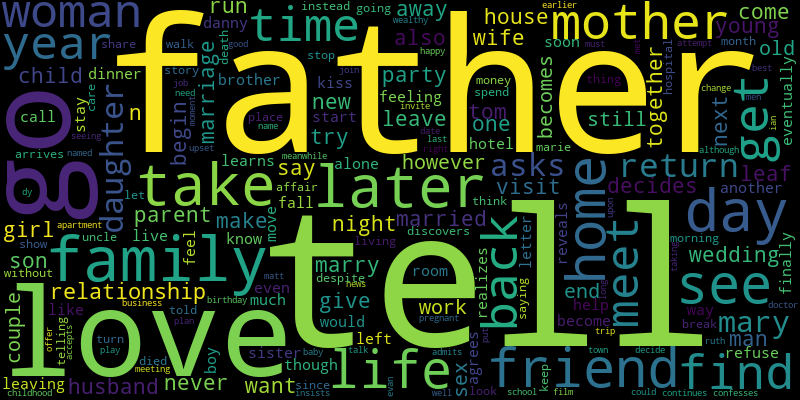 woman
run
danny
instead
going
away
house
earlier
mother
come
year
share
walk
time
wealthy
also
wife
soon
young
child
dinner
story
stop
good
death
brother
party
happy
becomes
together
hospital
must
attempt
month
old
father
call
stay
care
job
need
moment
marriage
kiss
feeling
join
money
spend
thing
best
men
eventually
go
seeing
n
begin
place
name
new
start
try
leave
tom
one
invite
date
last
right
hotel
still
marie
change
next
get
ian
arrives
named
upset
daughter
learns
meanwhile
alone
however
asks
return
although
leaf
dy
let
take
say
affair
fall
later
think
visit
decides
another
girl
parent
make
move
night
married
letter
reveals
home
upon
day
show
uncle
live
know
feel
living
discovers
back
saying
meet
morning
wedding
finally
son
without
family
marry
matt
despite
news
room
tell
realizes
end
see
taking
doctor
apartment
relationship
even
give
work
help
trip
way
mary
couple
like
business
birthday
much
would
pregnant
become
break
ruth
man
offer
telling
accepts
love
told
plan
turn
play
left
agrees
put
town
decide
refuse
leaving
died
meeting
boy
sister
baby
talk
admits
sex
friend
find
childhood
husband
never
want
though
since
insists
life
evan
well
look
school
keep
film
could
continues
confesses